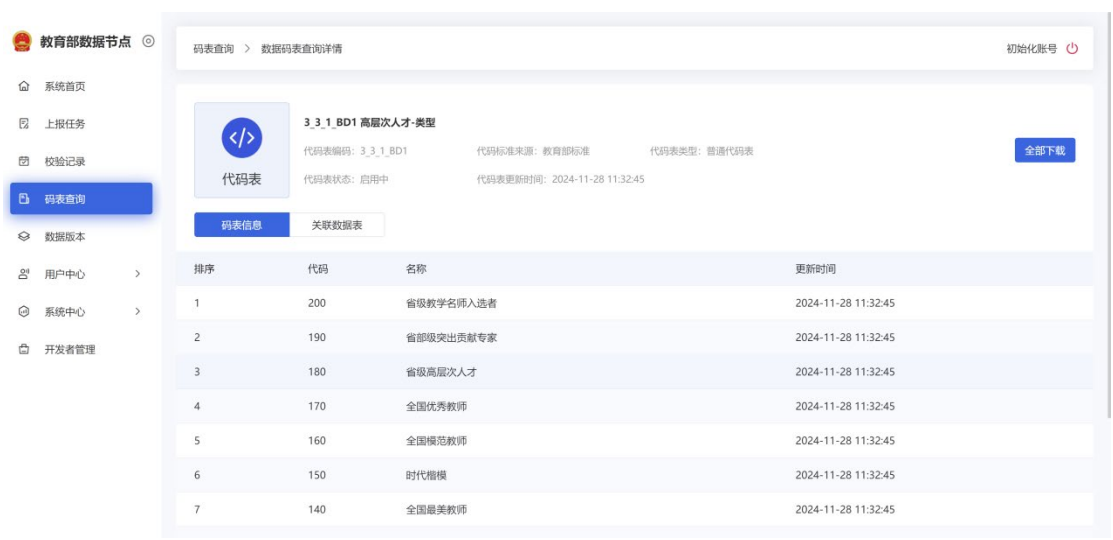 教育部数据节点
系统首页
上报任务
校验记录
码表查询
数据版本
用户中心
系统中心
开发者管理
码表查询 > 数据码表查询详情
初始化账号
</>
代码表
3_3_1_BD1 高层次人才-类型
代码表编码: 3_3_1_BD1 代码标准来源: 教育部标准 代码表类型: 普通代码表
代码表状态: 启用中 代码表更新时间: 2024-11-28 11:32:45
全部下载
码表信息 关联数据表
排序 代码 名称 更新时间
1 200 省级教学名师入选者 2024-11-28 11:32:45
2 190 省部级突出贡献专家 2024-11-28 11:32:45
3 180 省级高层次人才 2024-11-28 11:32:45
4 170 全国优秀教师 2024-11-28 11:32:45
5 160 全国模范教师 2024-11-28 11:32:45
6 150 时代楷模 2024-11-28 11:32:45
7 140 全国最美教师 2024-11-28 11:32:45